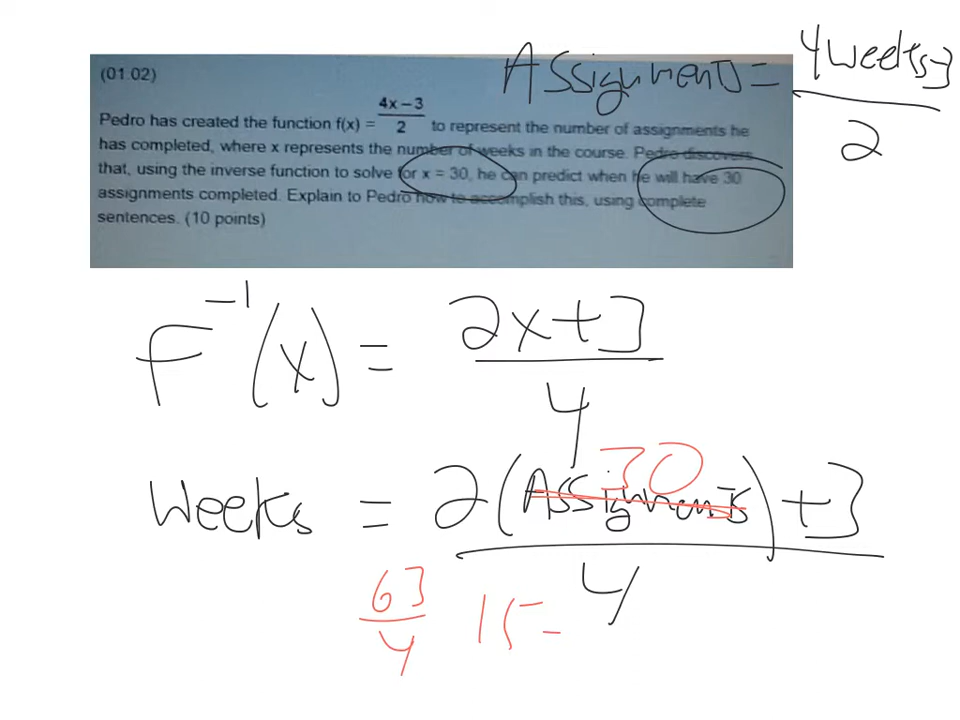 Assignments = 4weeks-3
2
(01.02)
Pedro has created the function f(x) = 4x – 3 / 2 to represent the number of assignments he
has completed, where x represents the number of weeks in the course. Pedro discovers
that, using the inverse function to solve for x = 30, he can predict when he will have 30
assignments completed. Explain to Pedro how to accomplish this, using complete
sentences. (10 points)
F⁻¹(x) = 2x+3
4
Weeks = 2(Assignments) +3
30
4
63
4
15-